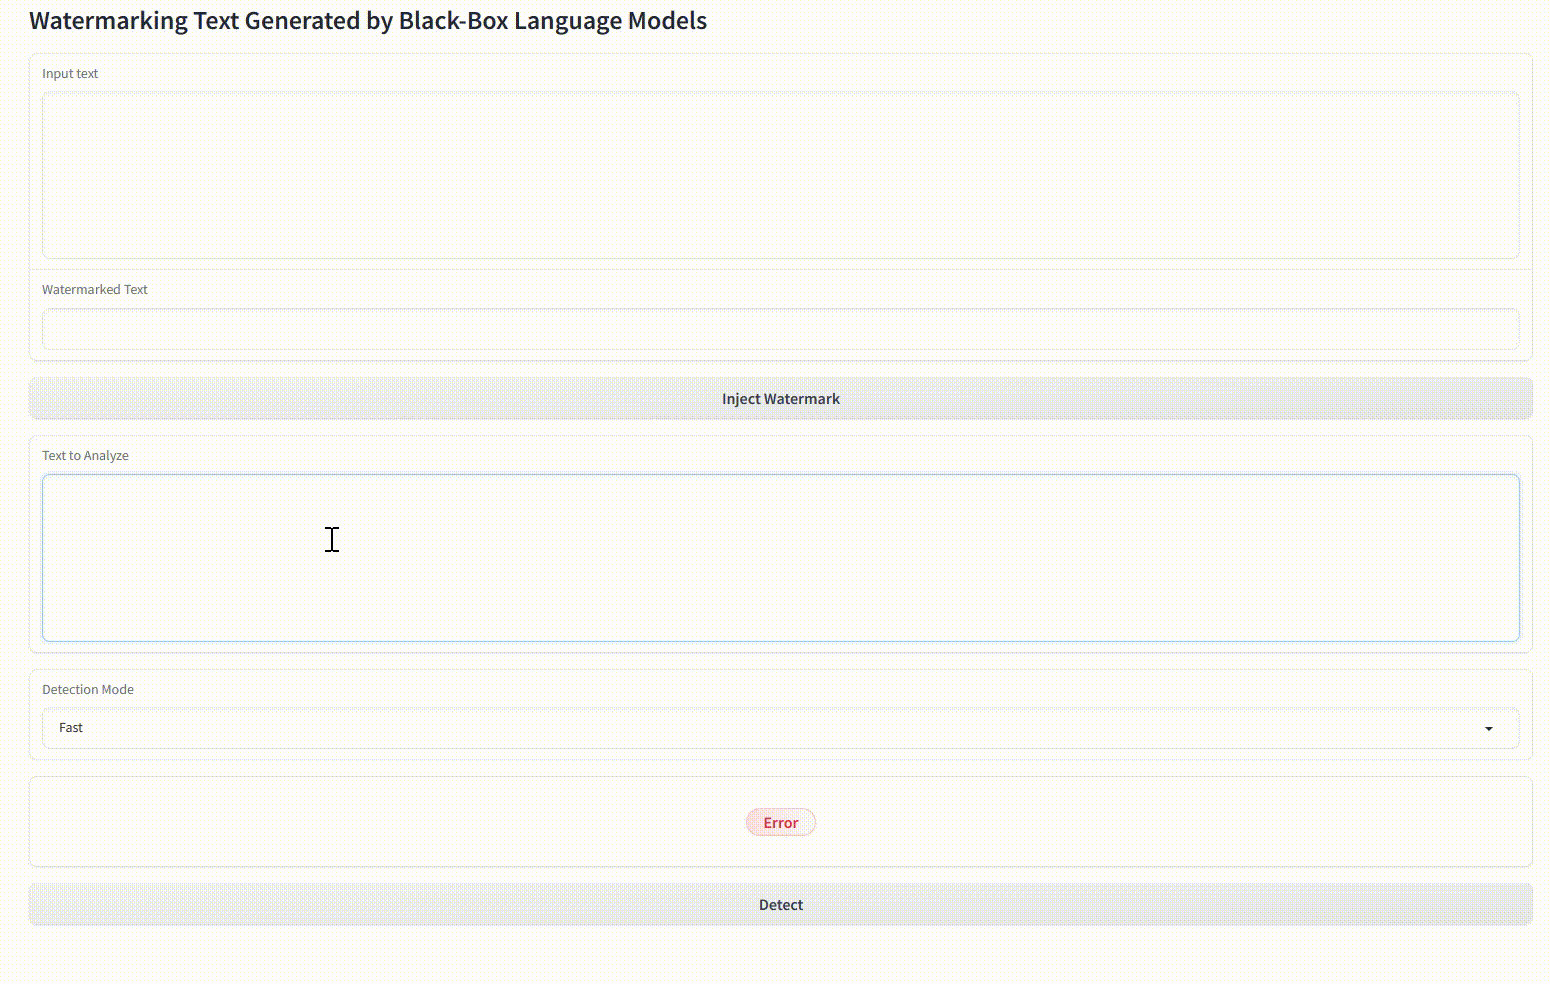 Watermarking Text Generated by Black-Box Language Models
Input text
Watermarked Text
Inject Watermark
Text to Analyze
Detection Mode
Fast
Error
Detect